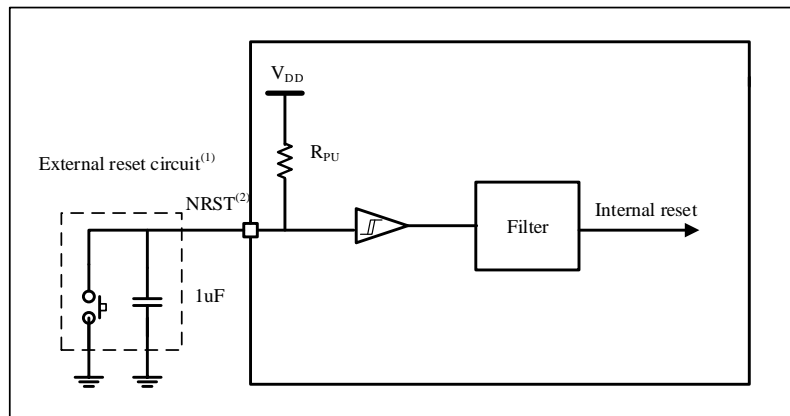 V_DD
R_PU
External reset circuit^(1)
NRST^(2)
Filter
Internal reset
1uF